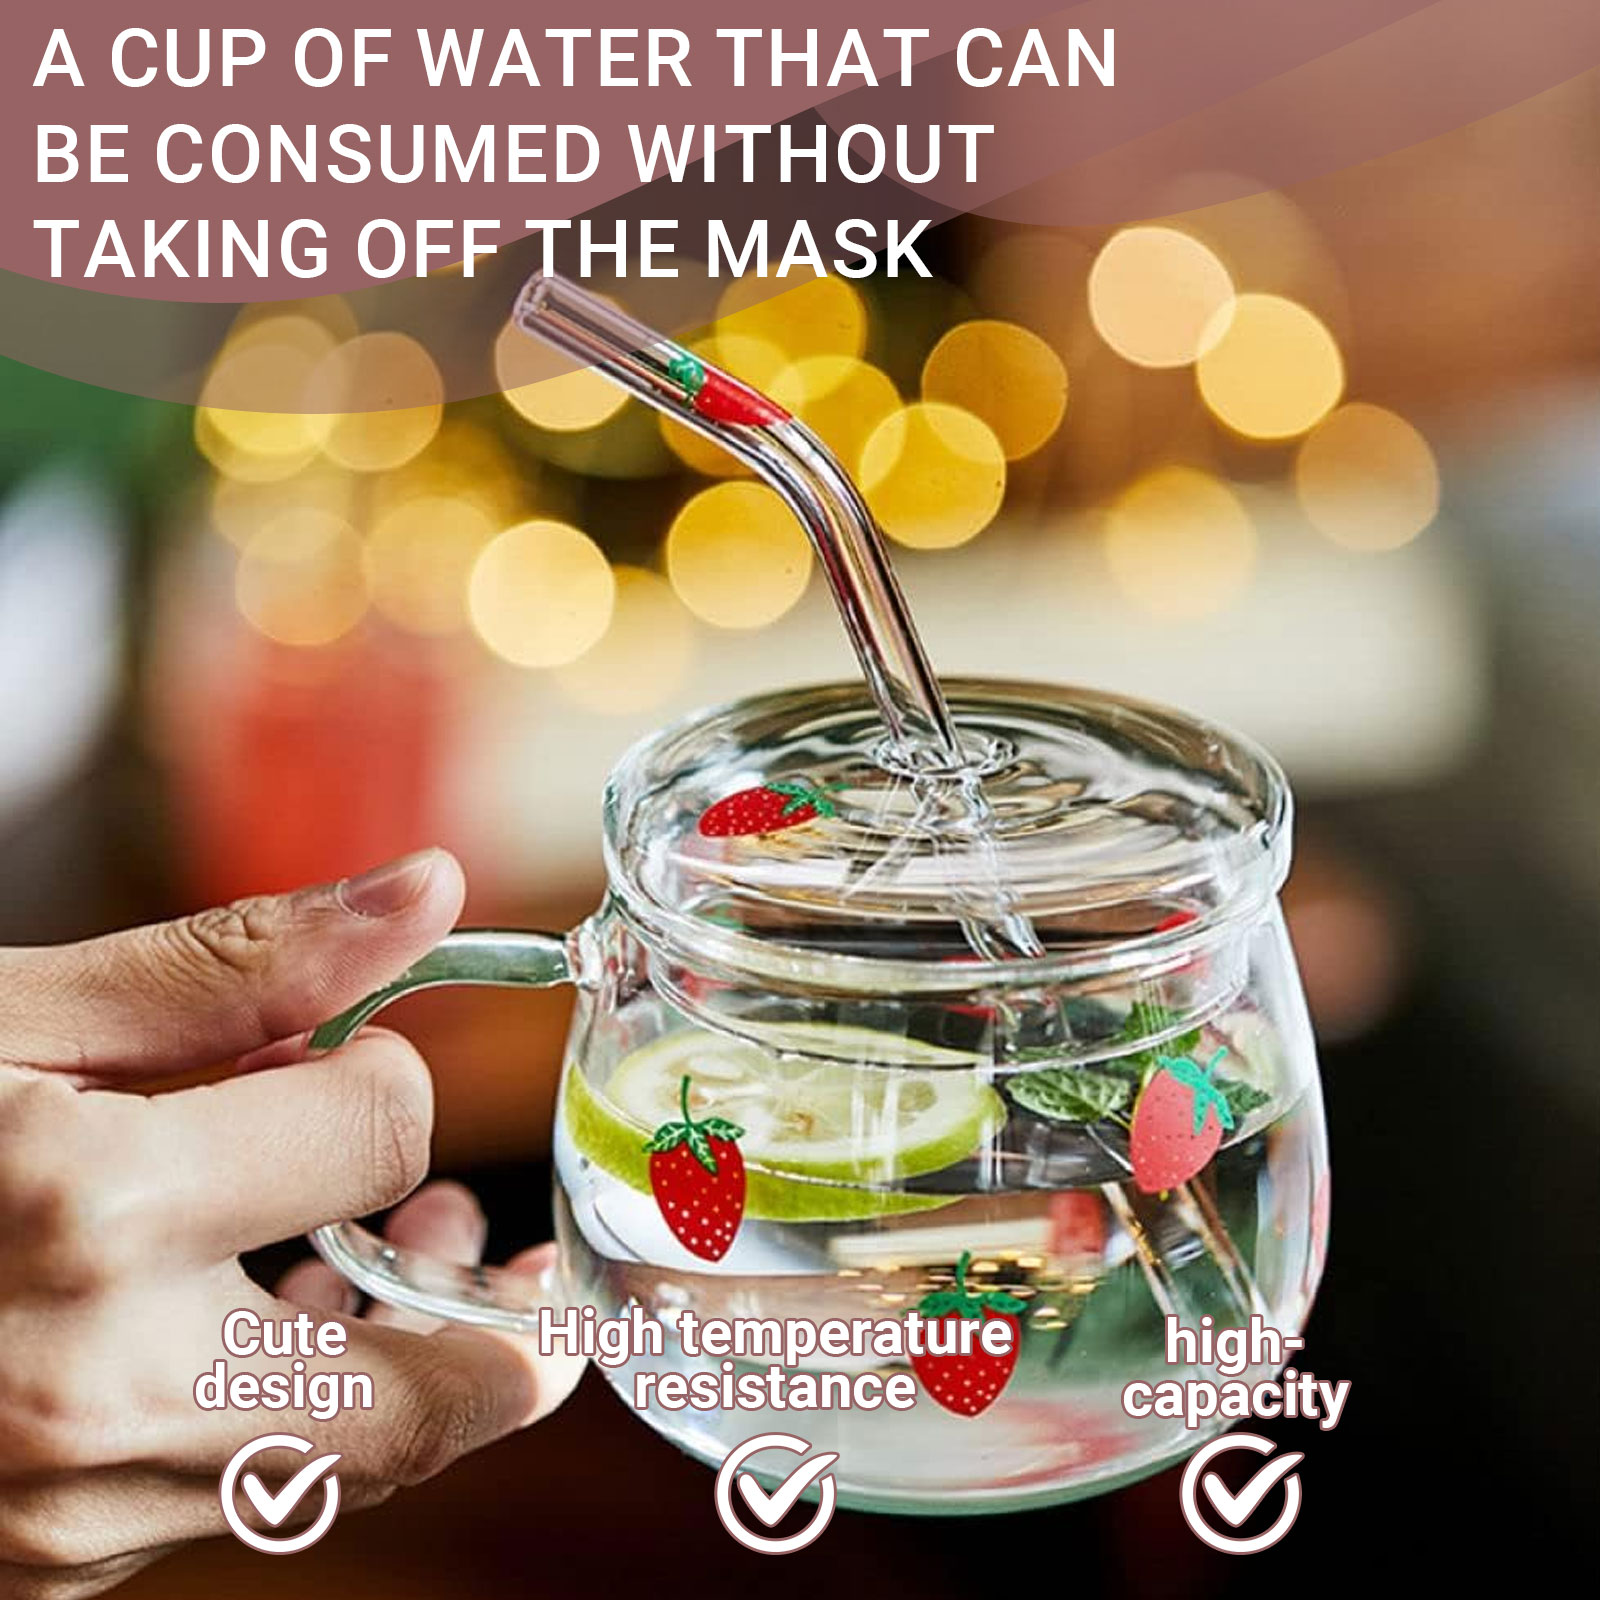 A CUP OF WATER THAT CAN
BE CONSUMED WITHOUT
TAKING OFF THE MASK
Cute
design
High temperature
resistance
high-
capacity